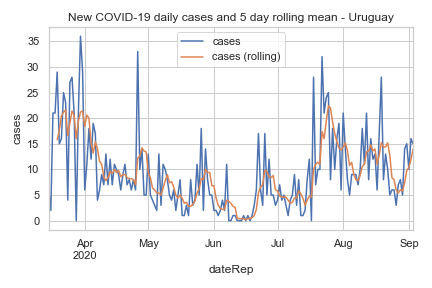 New COVID-19 daily cases and 5 day rolling mean - Uruguay
cases
cases (rolling)
35
30
25
20
15
10
5
0
cases
Apr
2020
May
Jun
Jul
Aug
Sep
dateRep